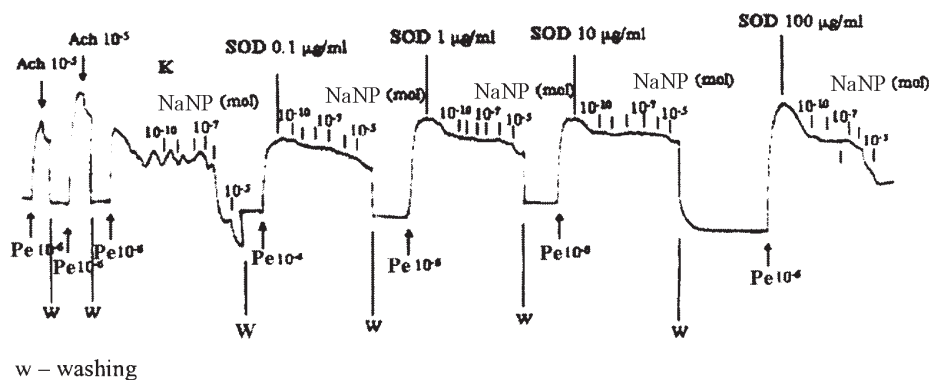 Ach 10⁻⁵
Ach 10⁻⁵
K
SOD 0.1 µg/ml
SOD 1 µg/ml
SOD 10 µg/ml
SOD 100 µg/ml
NaNP (mol)
NaNP (mol)
NaNP (mol)
NaNP (mol)
NaNP (mol)
10⁻¹⁰ 10⁻⁷ 10⁻⁵
10⁻¹⁰ 10⁻⁷ 10⁻⁵
10⁻¹⁰ 10⁻⁷ 10⁻⁵
10⁻¹⁰ 10⁻⁷ 10⁻⁵
10⁻¹⁰ 10⁻⁷ 10⁻⁵
Pe 10⁻⁶
Pe 10⁻⁶
Pe 10⁻⁶
Pe 10⁻⁶
Pe 10⁻⁶
Pe 10⁻⁶
Pe 10⁻⁶
W
W
W
W
W
W
w – washing